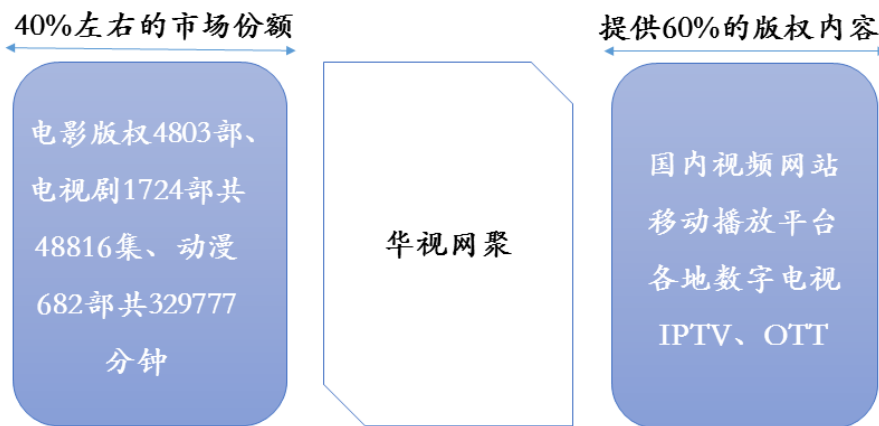 40%左右的市场份额
提供60%的版权内容
电影版权4803部、
电视剧1724部共
48816集、动漫
682部共329777
分钟
华视网聚
国内视频网站
移动播放平台
各地数字电视
IPTV、OTT